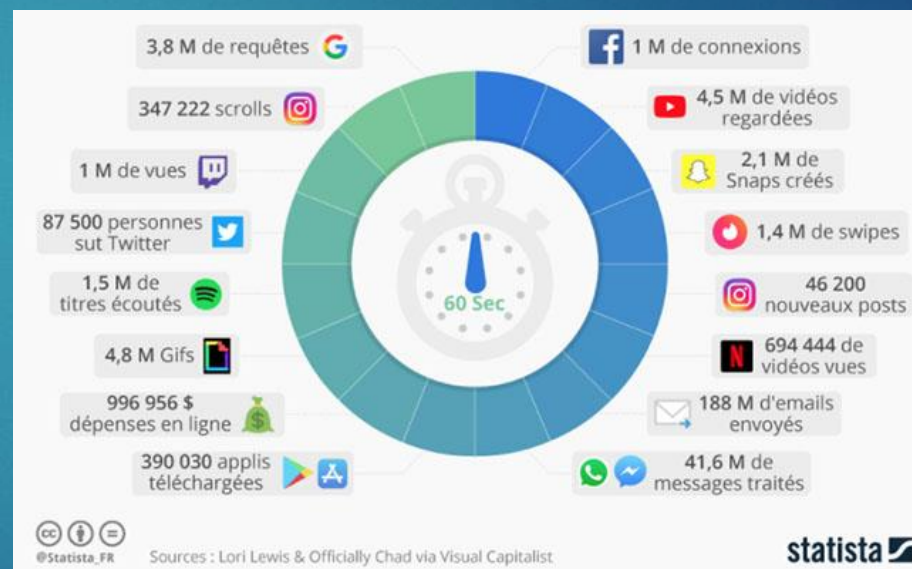 3,8 M de requêtes
1 M de connexions
347 222 scrolls
4,5 M de vidéos
regardées
1 M de vues
2,1 M de
Snaps créés
87 500 personnes
sut Twitter
1,4 M de swipes
1,5 M de
titres écoutés
46 200
nouveaux posts
4,8 M Gifs
694 444 de
vidéos vues
996 956 $
dépenses en ligne
188 M d'emails
envoyés
390 030 applis
téléchargées
41,6 M de
messages traités
60 Sec
@Statista_FR
Sources : Lori Lewis & Officially Chad via Visual Capitalist
statista